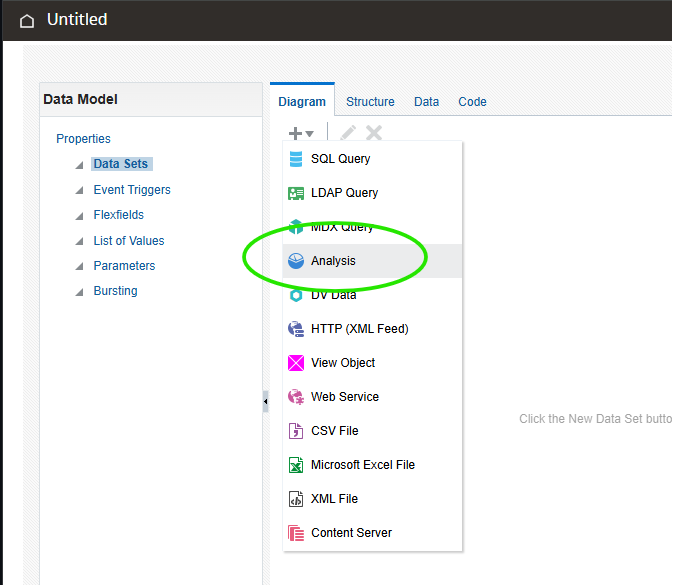 Untitled
Data Model
Properties
Data Sets
Event Triggers
Flexfields
List of Values
Parameters
Bursting
Diagram Structure Data Code
SQL Query
LDAP Query
MDX Query
Analysis
DV Data
HTTP (XML Feed)
View Object
Web Service
CSV File
Microsoft Excel File
XML File
Content Server
Click the New Data Set butto